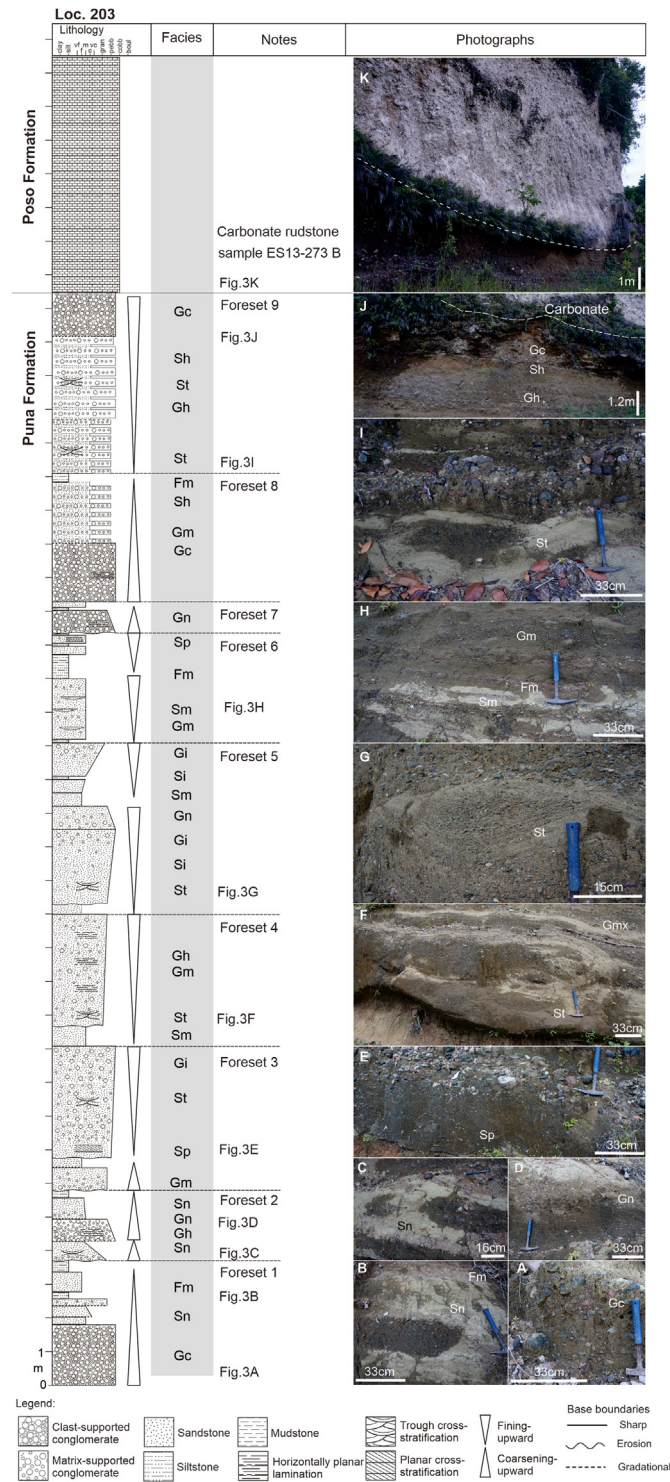 Loc. 203
Lithology
Facies
Notes
Photographs
clay
silt
vf
f
m
c
vc
gran
pebb
cobb
boul
Poso Formation
Carbonate rudstone
sample ES13-273 B
Fig.3K
K
1m
Puna Formation
Gc
Foreset 9
Fig.3J
Sh
St
Gh
St
Fig.3I
J
Carbonate
Gc
Sh
Gh
1.2m
Fm
Foreset 8
Sh
Gm
Gc
I
St
33cm
Gn
Foreset 7
Sp
Foreset 6
Fm
Sm
Fig.3H
Gm
H
Gm
Fm
Sm
33cm
Gi
Foreset 5
Si
Sm
Gn
Gi
Si
St
Fig.3G
G
St
15cm
Foreset 4
Gh
Gm
St
Fig.3F
Sm
F
Gmx
St
33cm
Gi
Foreset 3
St
Sp
Fig.3E
Gm
E
Sp
33cm
Sn
Foreset 2
Gn
Fig.3D
Gh
Sn
Fig.3C
C
Sn
16cm
D
Gn
33cm
Foreset 1
Fm
Fig.3B
Sn
Gc
Fig.3A
1
m
0
B
Fm
Sn
33cm
A
Gc
33cm
Legend:
Clast-supported
conglomerate
Matrix-supported
conglomerate
Sandstone
Siltstone
Mudstone
Horizontally planar
lamination
Trough cross-
stratification
Planar cross-
stratification
Fining-
upward
Coarsening-
upward
Base boundaries
Sharp
Erosion
Gradational